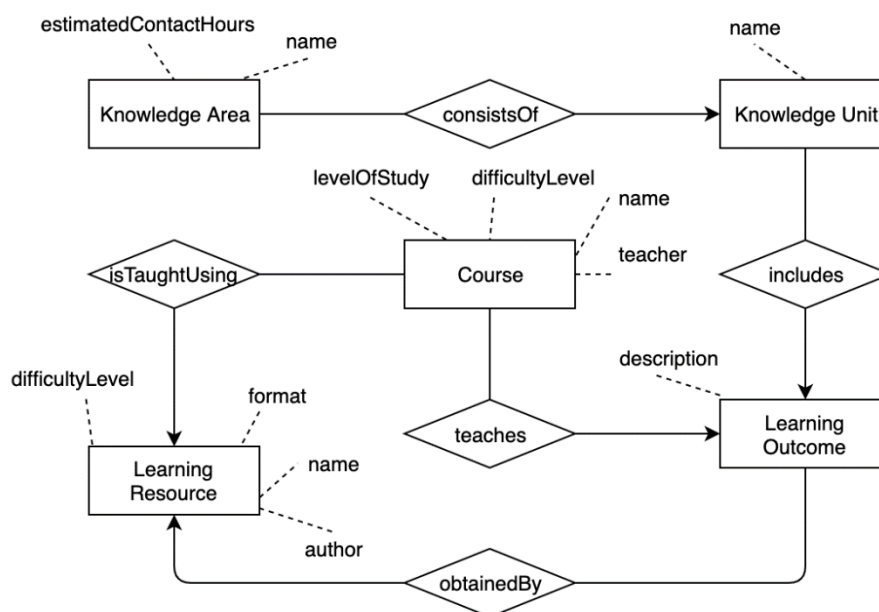 estimatedContactHours
name
name
Knowledge Area
consistsOf
Knowledge Unit
levelOfStudy
difficultyLevel
name
teacher
isTaughtUsing
Course
includes
description
difficultyLevel
format
teaches
Learning
Outcome
Learning
Resource
name
author
obtainedBy